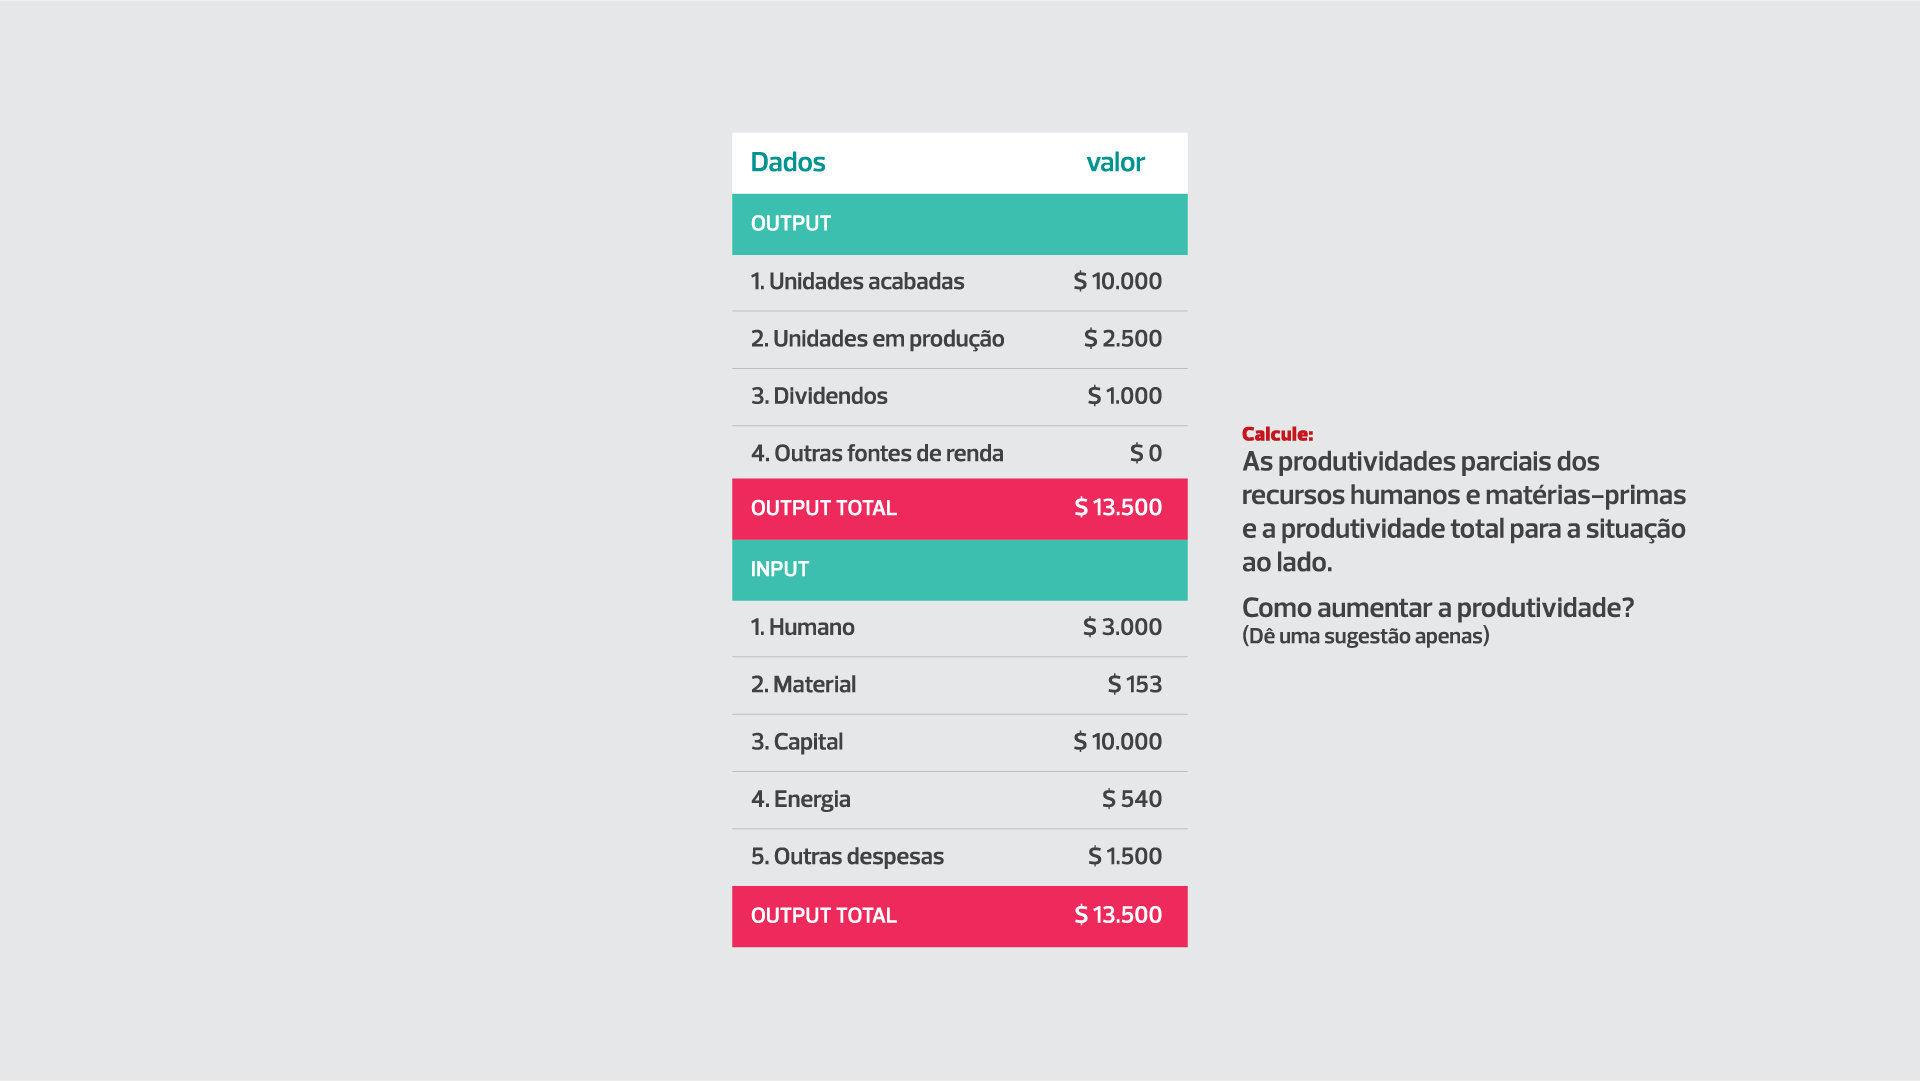 Dados valor
OUTPUT
1. Unidades acabadas $ 10.000
2. Unidades em produção $ 2.500
3. Dividendos $ 1.000
4. Outras fontes de renda $ 0
OUTPUT TOTAL $ 13.500
INPUT
1. Humano $ 3.000
2. Material $ 153
3. Capital $ 10.000
4. Energia $ 540
5. Outras despesas $ 1.500
OUTPUT TOTAL $ 13.500
Calcule:
As produtividades parciais dos
recursos humanos e matérias-primas
e a produtividade total para a situação
ao lado.
Como aumentar a produtividade?
(Dê uma sugestão apenas)